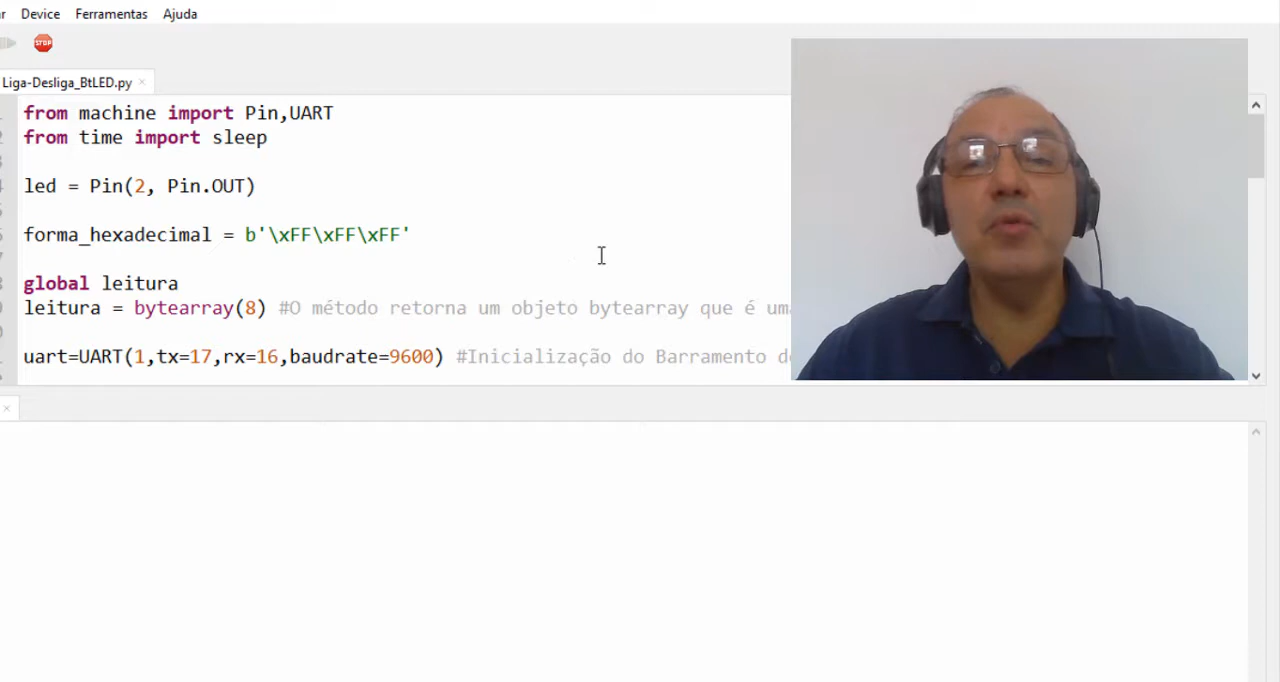 Device Ferramentas Ajuda
STOP
Liga-Desliga_BtLED.py
from machine import Pin,UART
from time import sleep
led = Pin(2, Pin.OUT)
forma_hexadecimal = b'\xFF\xFF\xFF'
global leitura
leitura = bytearray(8) #O método retorna um objeto bytearray que é uma
uart=UART(1,tx=17,rx=16,baudrate=9600) #Inicialização do Barramento